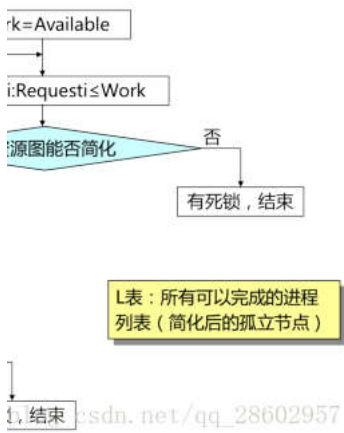 rk=Available
i:Requesti≤Work
源图能否简化
否
有死锁，结束
L表：所有可以完成的进程
列表（简化后的孤立节点）
，结束
csdn.net/qq_28602957